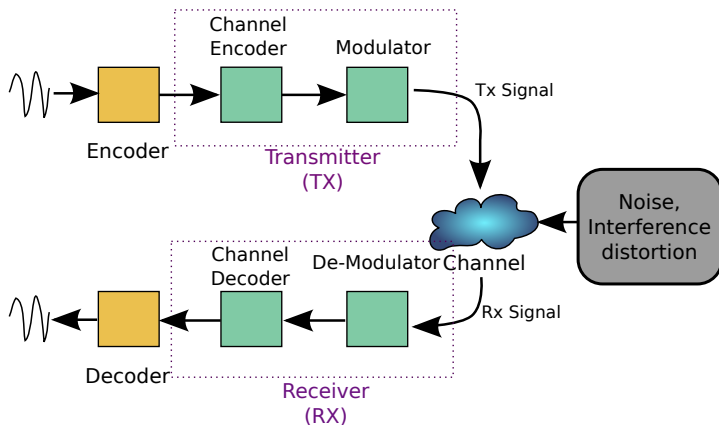 Channel
Encoder
Modulator
Tx Signal
Encoder
Transmitter
(TX)
Noise,
Interference
distortion
Channel
Decoder
De-Modulator
Channel
Rx Signal
Decoder
Receiver
(RX)